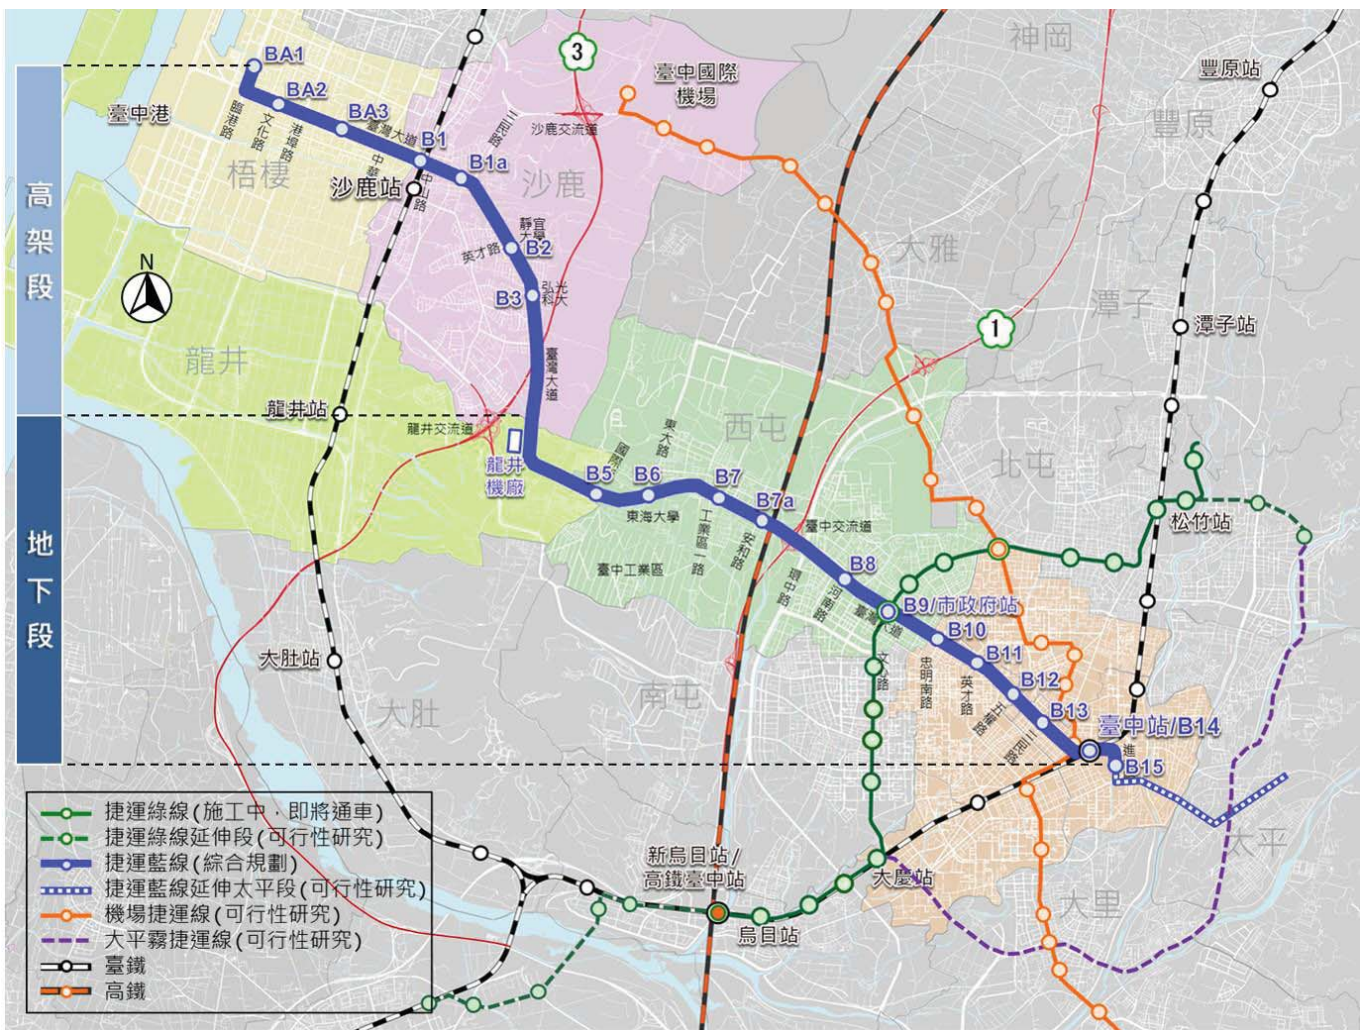 BA1
3
臺中國際
機場
神岡
豐原站
BA2
臺中港
BA3
臨港路
文化路
港埠路
臺灣大道
三民路
沙鹿交流道
豐原
B1
中華
中山路
B1a
梧棲
沙鹿站
沙鹿
高架段
靜宜
大學
英才路
B2
大雅
N
B3
弘光
科大
潭子
1
潭子站
龍井
臺灣大道
龍井站
龍井交流道
東大路
西屯
國際
龍井
機廠
北屯
B5
B6
B7
B7a
東海大學
臺中交流道
松竹站
工業區一路
安和路
地下段
臺中工業區
環中路
B8
河南路
臺灣大道
B9/市政府站
B10
大肚站
文心路
忠明南路
B11
英才路
大肚
南屯
B12
五權路
B13
三民路
臺中站/B14
進
B15
捷運綠線(施工中，即將通車)
捷運綠線延伸段(可行性研究)
捷運藍線(綜合規劃)
捷運藍線延伸太平段(可行性研究)
機場捷運線(可行性研究)
大平霧捷運線(可行性研究)
臺鐵
高鐵
新烏日站/
高鐵臺中站
大慶站
太平
烏日站
大里